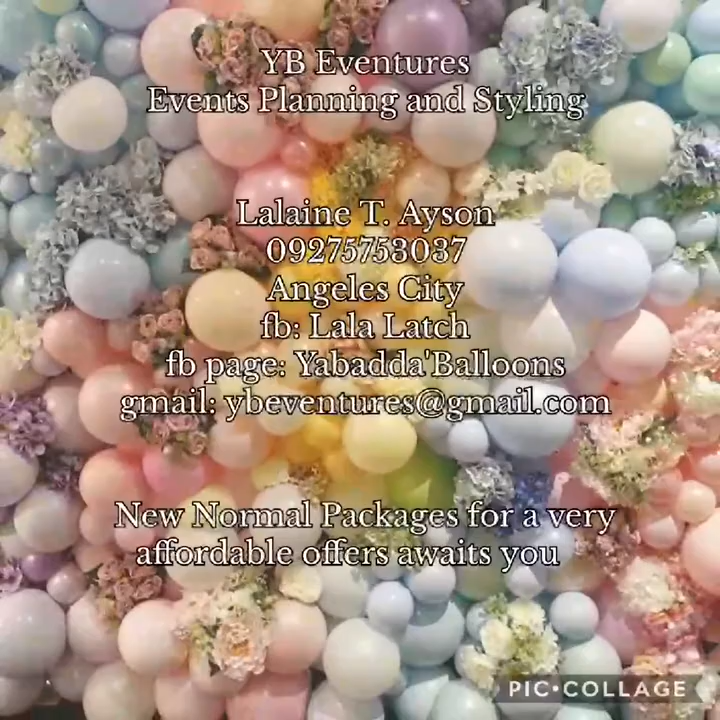 YB Eventures
Events Planning and Styling
Lalaine T. Ayson
09275753037
Angeles City
fb: Lala Latch
fb page: Yabadda'Balloons
gmail: ybeventures@gmail.com
New Normal Packages for a very
affordable offers awaits you
PIC•COLLAGE